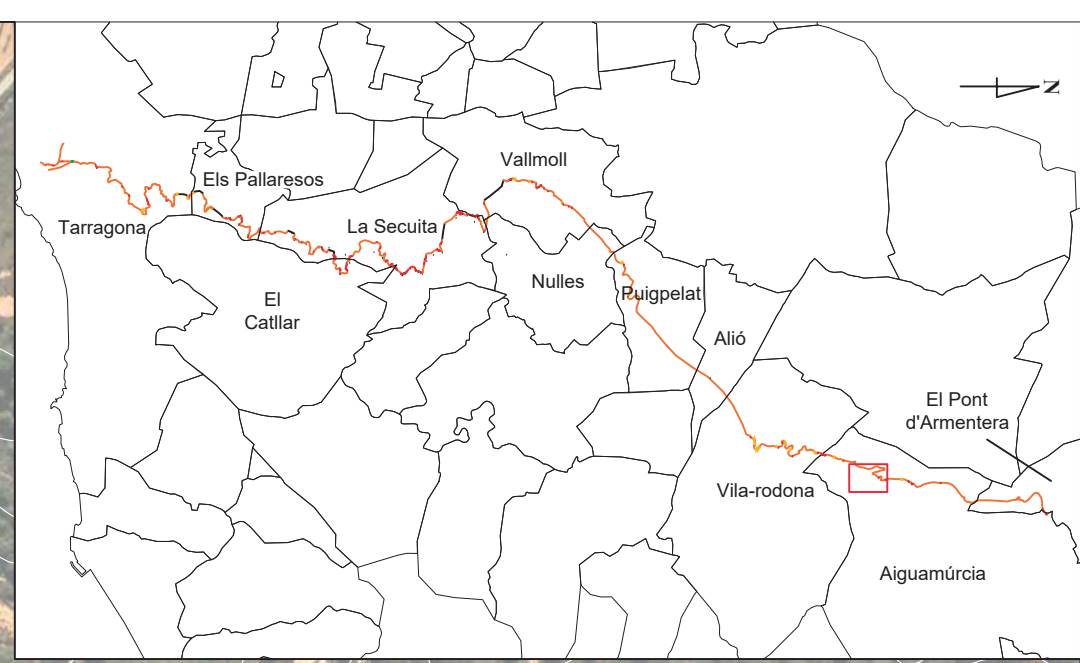 N
Vallmoll
Els Pallaresos
Tarragona
La Secuita
Nulles
Puigpelat
El
Catllar
Alió
El Pont
d'Armentera
Vila-rodona
Aiguamúrcia